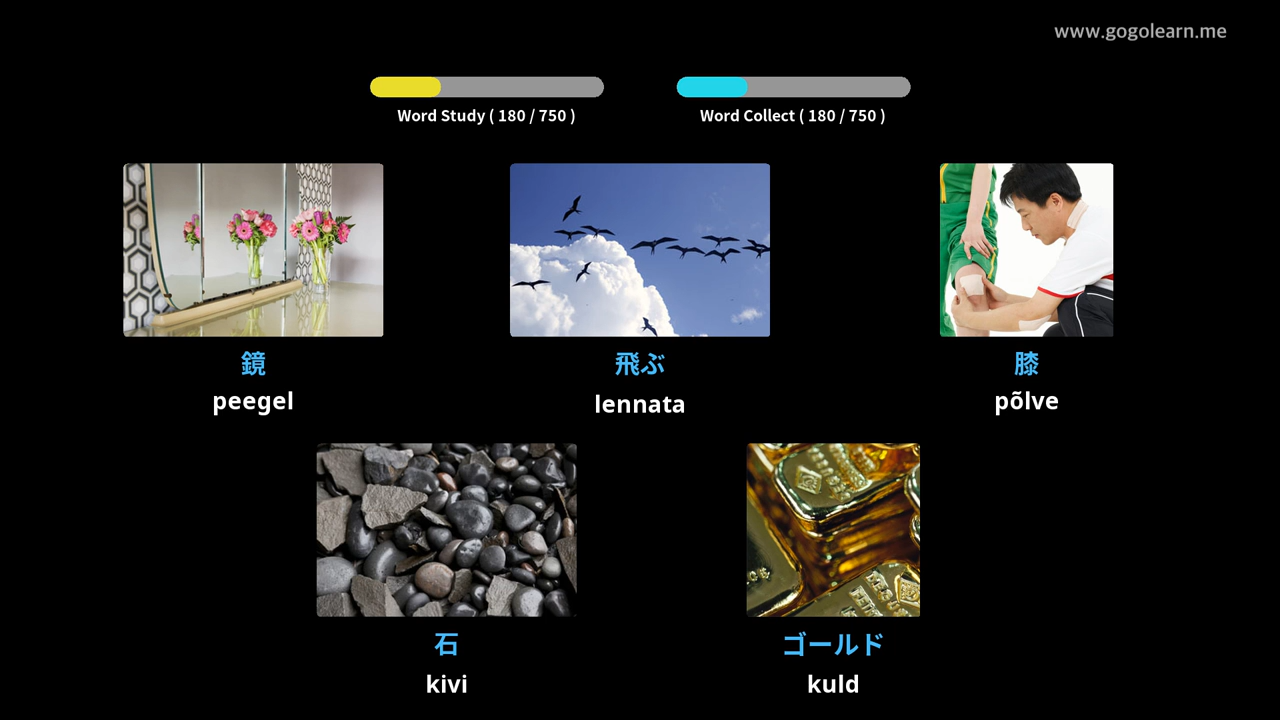 www.gogolearn.me
Word Study ( 180 / 750 )
Word Collect ( 180 / 750 )
鏡
peegel
飛ぶ
lennata
膝
põlve
石
kivi
ゴールド
kuld